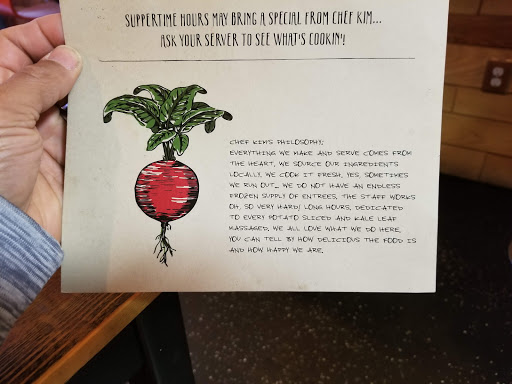 SUPPERTIME HOURS MAY BRING A SPECIAL FROM CHEF KIM...
ASK YOUR SERVER TO SEE WHAT'S COOKIN'!
CHEF KIM'S PHILOSOPHY:
EVERYTHING WE MAKE AND SERVE COMES FROM
THE HEART, WE SOURCE OUR INGREDIENTS
LOCALLY, WE COOK IT FRESH, YES, SOMETIMES
WE RUN OUT... WE DO NOT HAVE AN ENDLESS
FROZEN SUPPLY OF ENTREES, THE STAFF WORKS
OH, SO VERY HARD, LONG HOURS, DEDICATED
TO EVERY POTATO SLICED AND KALE LEAF
MASSAGED, WE ALL LOVE WHAT WE DO HERE,
YOU CAN TELL BY HOW DELICIOUS THE FOOD IS
AND HOW HAPPY WE ARE.